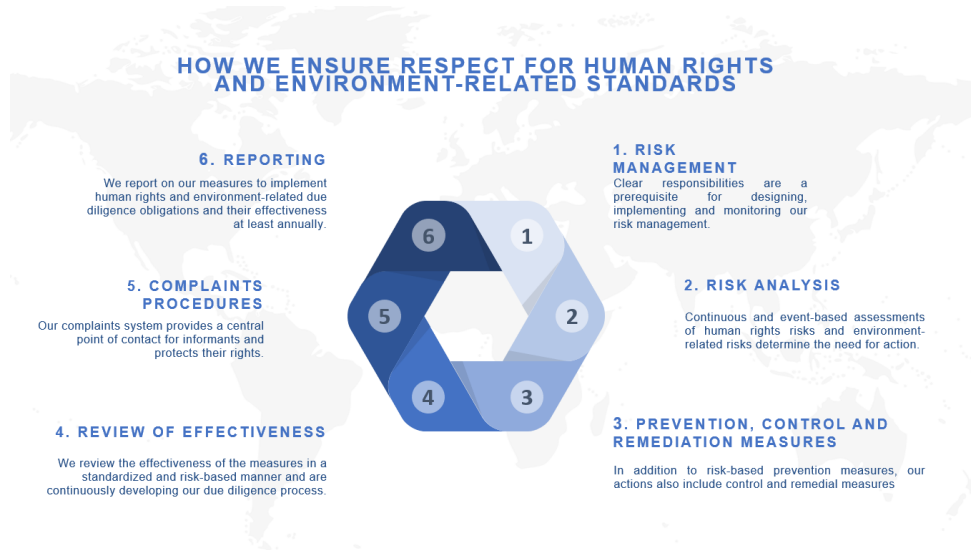 HOW WE ENSURE RESPECT FOR HUMAN RIGHTS
AND ENVIRONMENT-RELATED STANDARDS
1. RISK
MANAGEMENT
Clear responsibilities are a
prerequisite for designing,
implementing and monitoring our
risk management.
2. RISK ANALYSIS
Continuous and event-based assessments
of human rights risks and environment-
related risks determine the need for action.
3. PREVENTION, CONTROL AND
REMEDIATION MEASURES
In addition to risk-based prevention measures, our
actions also include control and remedial measures
4. REVIEW OF EFFECTIVENESS
We review the effectiveness of the measures in a
standardized and risk-based manner and are
continuously developing our due diligence process.
5. COMPLAINTS
PROCEDURES
Our complaints system provides a central
point of contact for informants and
protects their rights.
6. REPORTING
We report on our measures to implement
human rights and environment-related due
diligence obligations and their effectiveness
at least annually.
1
2
3
4
5
6